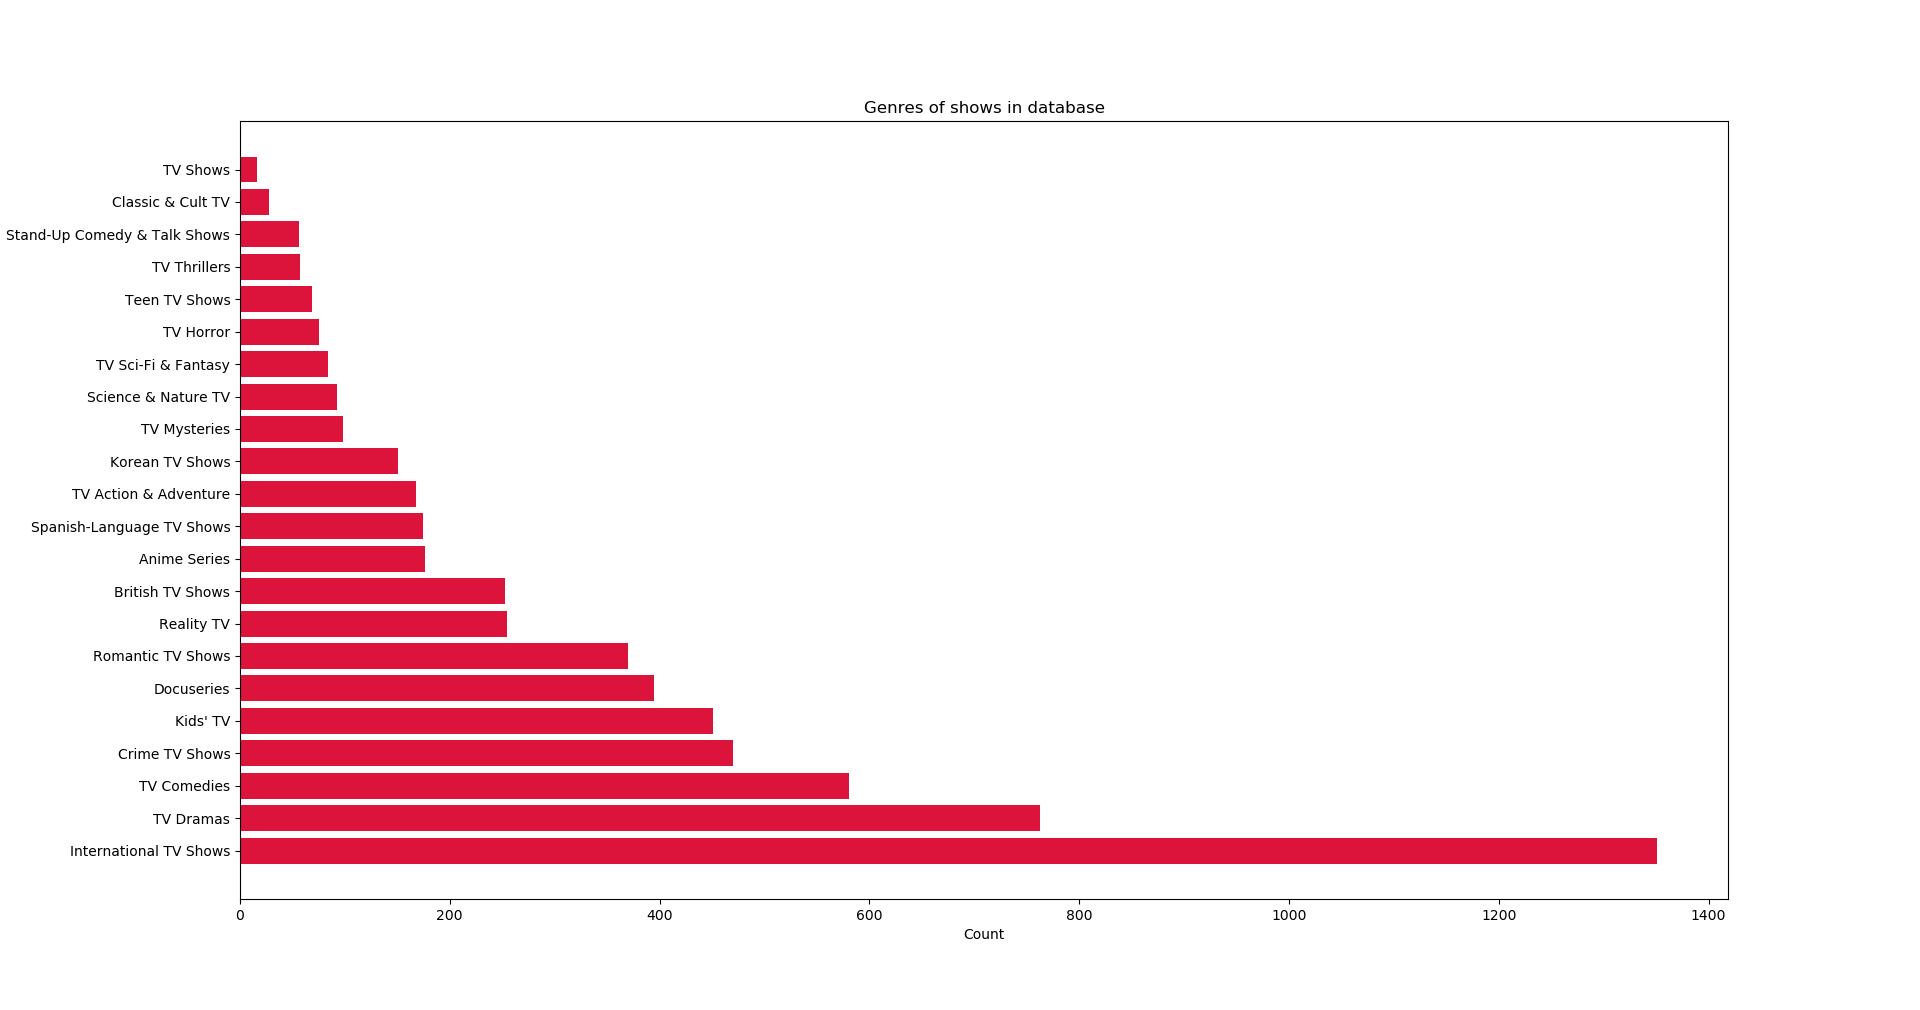 Genres of shows in database
TV Shows
Classic & Cult TV
Stand-Up Comedy & Talk Shows
TV Thrillers
Teen TV Shows
TV Horror
TV Sci-Fi & Fantasy
Science & Nature TV
TV Mysteries
Korean TV Shows
TV Action & Adventure
Spanish-Language TV Shows
Anime Series
British TV Shows
Reality TV
Romantic TV Shows
Docuseries
Kids' TV
Crime TV Shows
TV Comedies
TV Dramas
International TV Shows
0 200 400 600 800 1000 1200 1400
Count